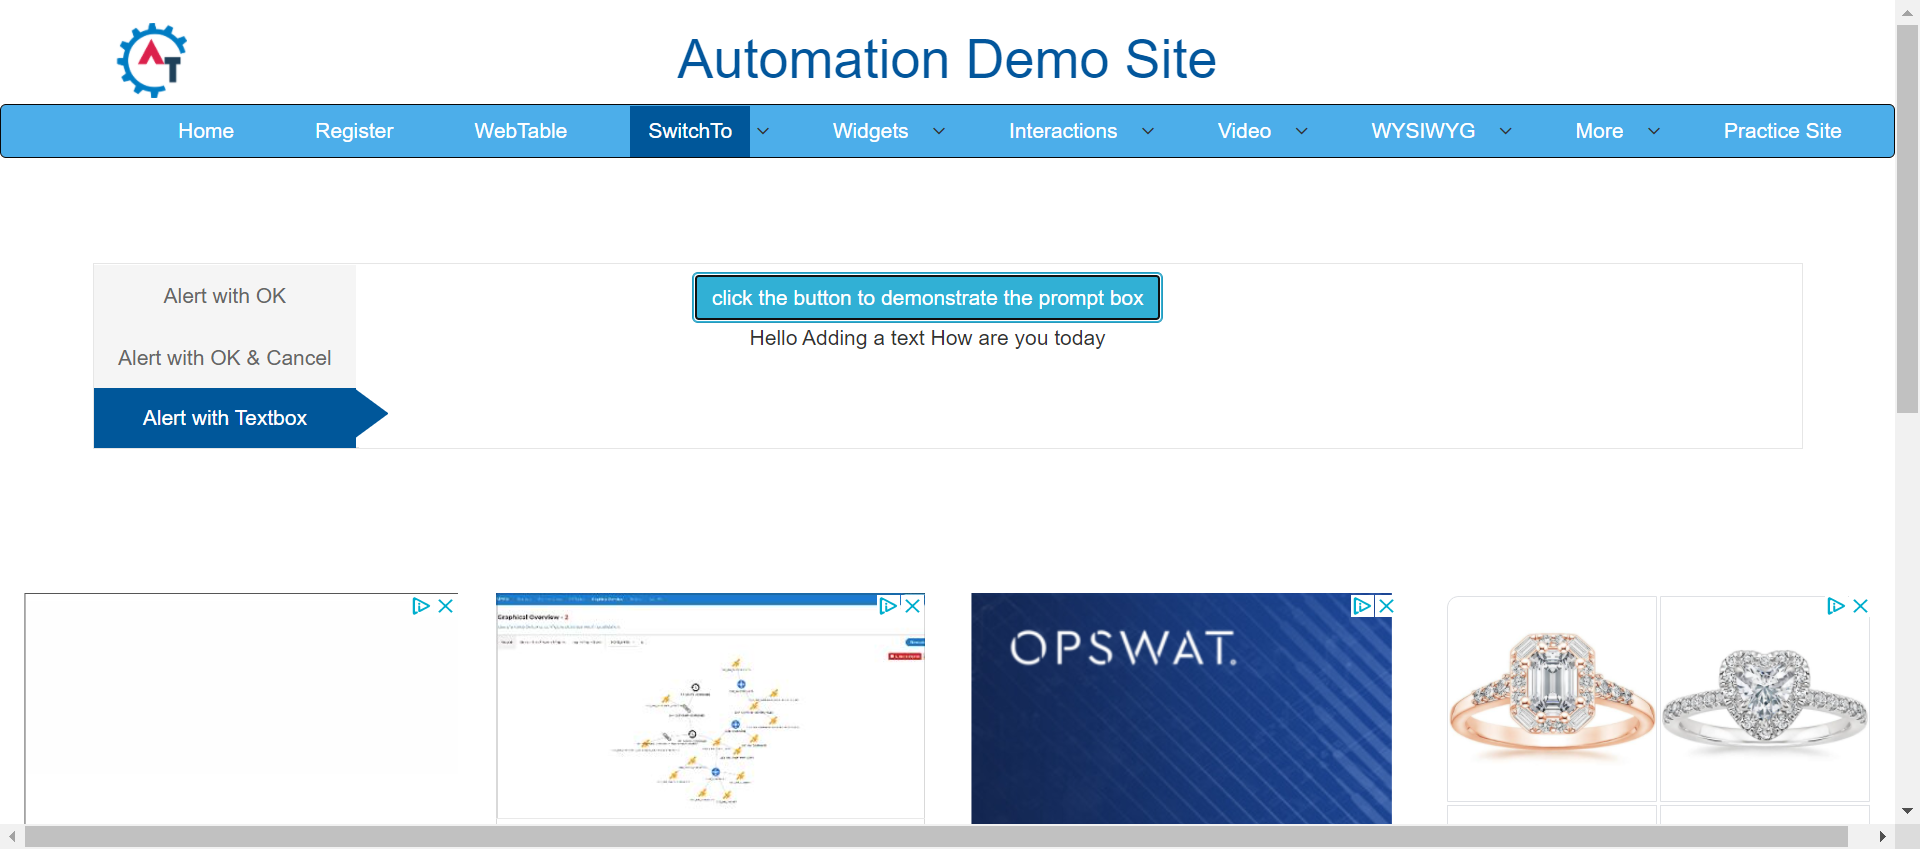 AT
Automation Demo Site
Home Register WebTable SwitchTo Widgets Interactions Video WYSIWYG More Practice Site
Alert with OK
Alert with OK & Cancel
Alert with Textbox
click the button to demonstrate the prompt box
Hello Adding a text How are you today
Graphical Overview - 2
OPSWAT.